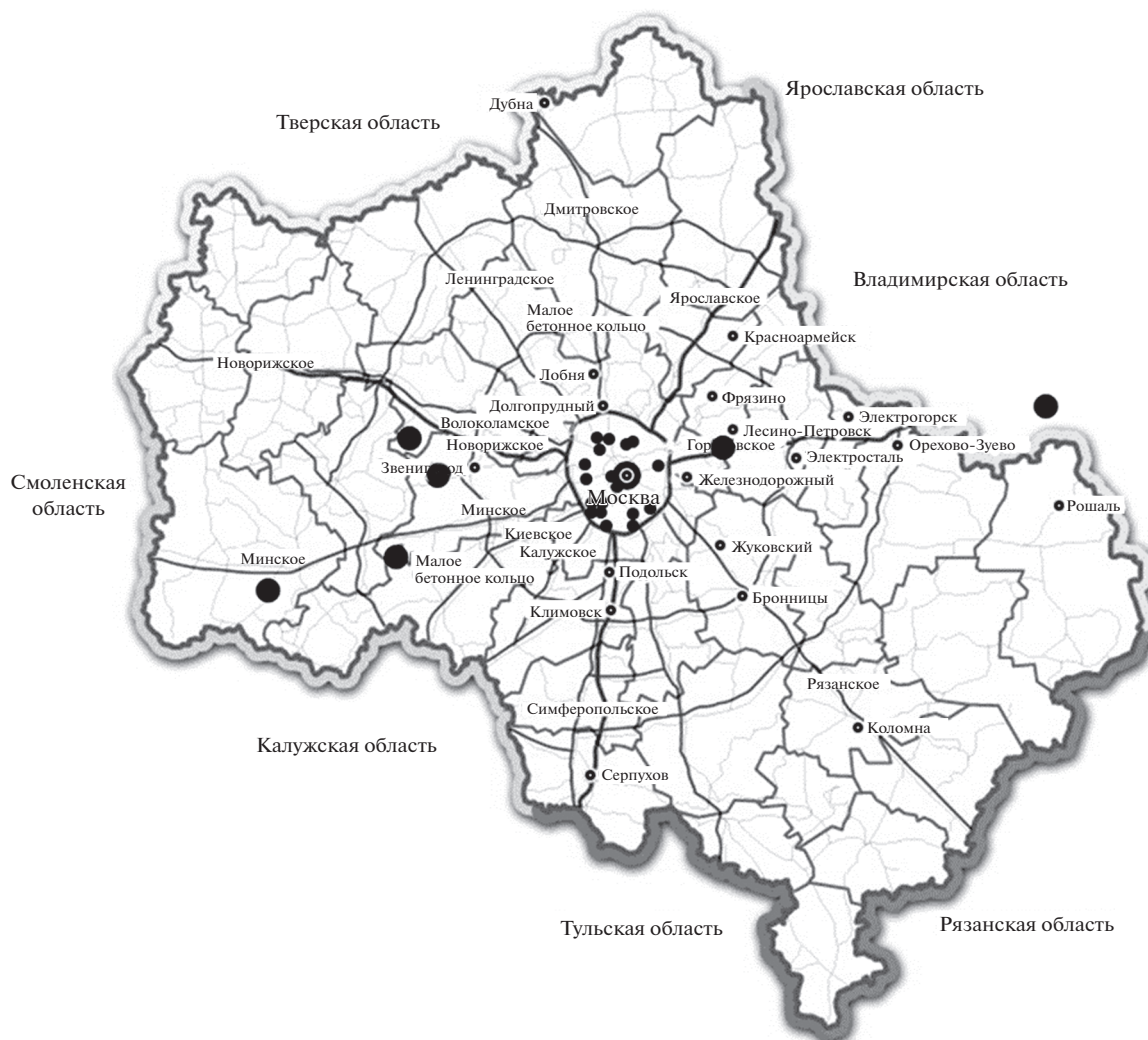 Ярославская область
Дубна
Тверская область
Дмитровское
Владимирская область
Ленинградское
Ярославское
Малое
бетонное кольцо
Красноармейск
Новорижское
Лобня
Фрязино
Долгопрудный
Электрогорск
Волоколамское
Лесино-Петровск
Новорижское
Орехово-Зуево
Электросталь
Звенигород
Железнодорожный
Смоленская
область
Москва
Рошаль
Минское
Киевское
Калужское
Жуковский
Минское
Малое
бетонное кольцо
Подольск
Бронницы
Климовск
Рязанское
Симферопольское
Коломна
Калужская область
Серпухов
Тульская область
Рязанская область